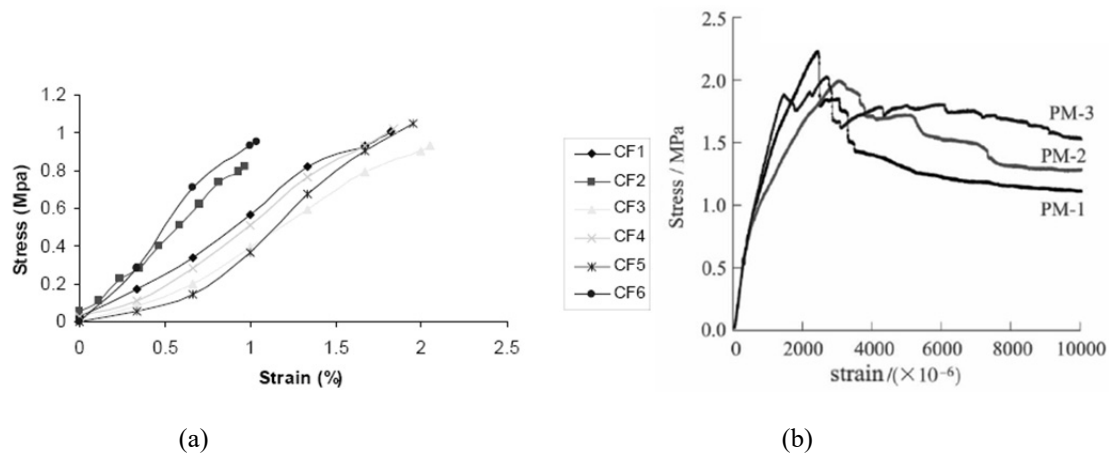 Stress (Mpa)
1.2
1
0.8
0.6
0.4
0.2
0
0
0.5
1
1.5
2
2.5
Strain (%)
CF1
CF2
CF3
CF4
CF5
CF6
(a)
Stress / MPa
2.5
2.0
1.5
1.0
0.5
0.0
PM-3
PM-2
PM-1
0 2000 4000 6000 8000 10000
strain/(×10⁻⁶)
(b)